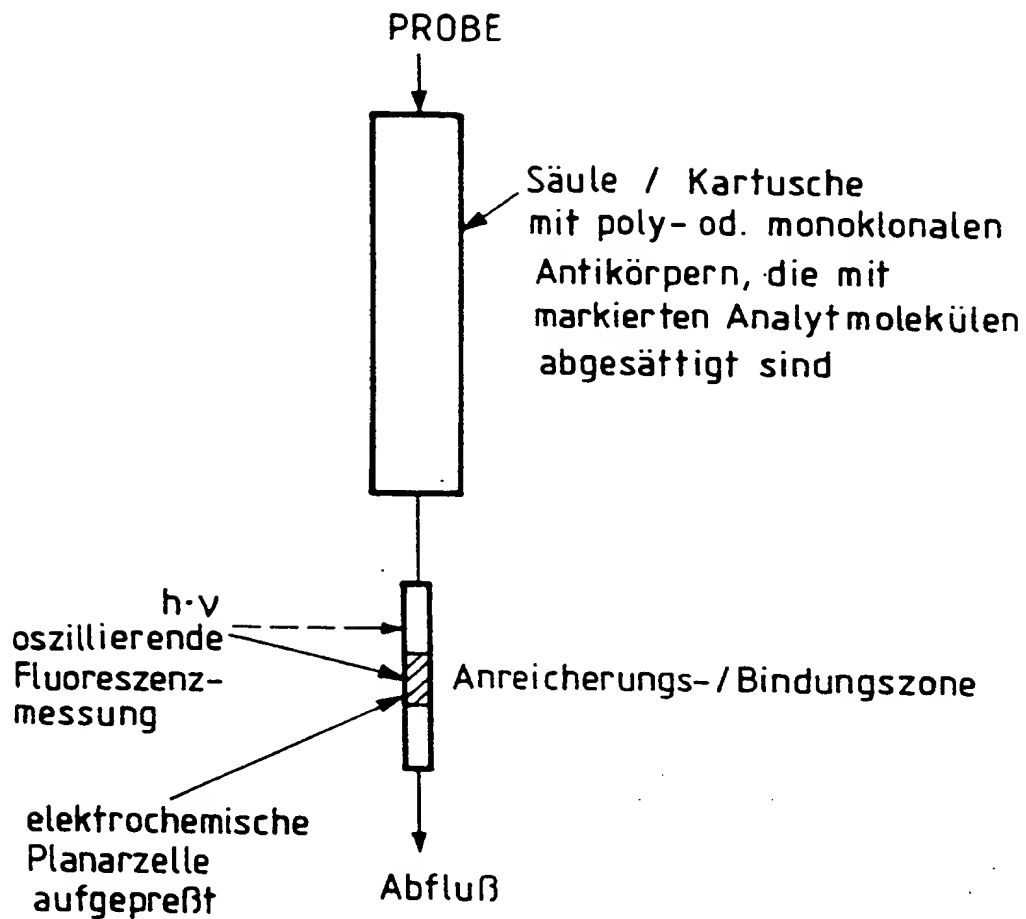 PROBE
Säule / Kartusche
mit poly- od. monoklonalen
Antikörpern, die mit
markierten Analytmolekülen
abgesättigt sind
h·ν
oszillierende
Fluoreszenz-
messung
Anreicherungs-/Bindungszone
elektrochemische
Planarzelle
aufgepreßt
Abfluß